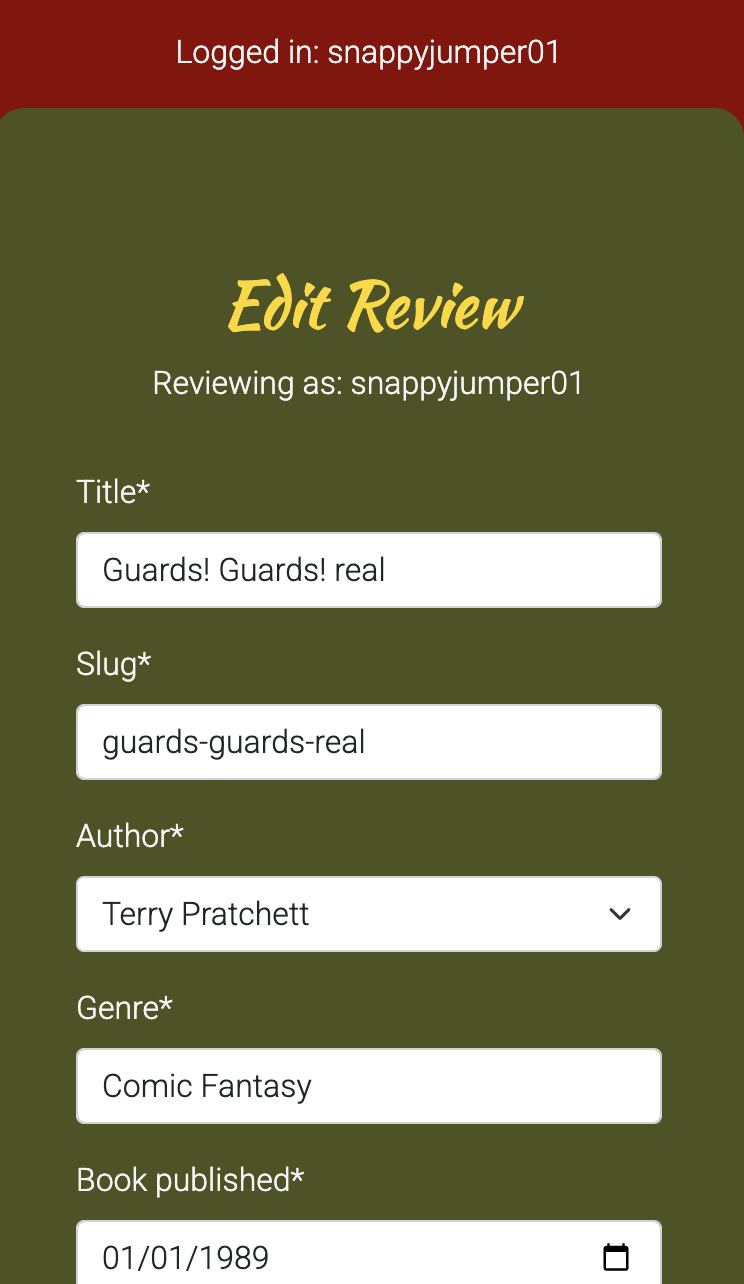 Logged in: snappyjumper01
Edit Review
Reviewing as: snappyjumper01
Title*
Guards! Guards! real
Slug*
guards-guards-real
Author*
Terry Pratchett
Genre*
Comic Fantasy
Book published*
01/01/1989